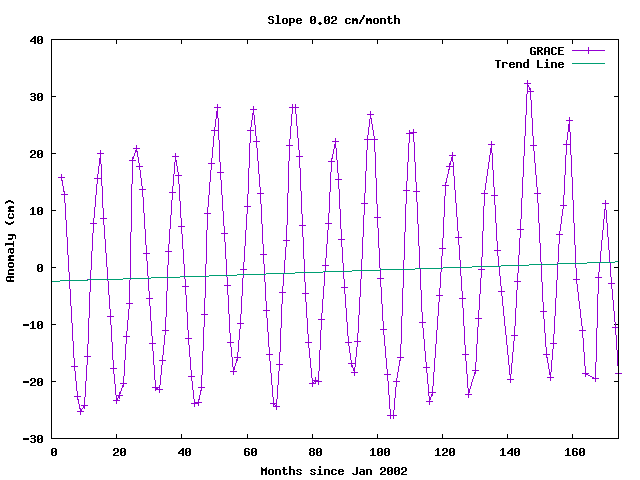 Slope 0.02 cm/month
GRACE
Trend Line
40
30
20
10
0
-10
-20
-30
Anomaly (cm)
0 20 40 60 80 100 120 140 160
Months since Jan 2002